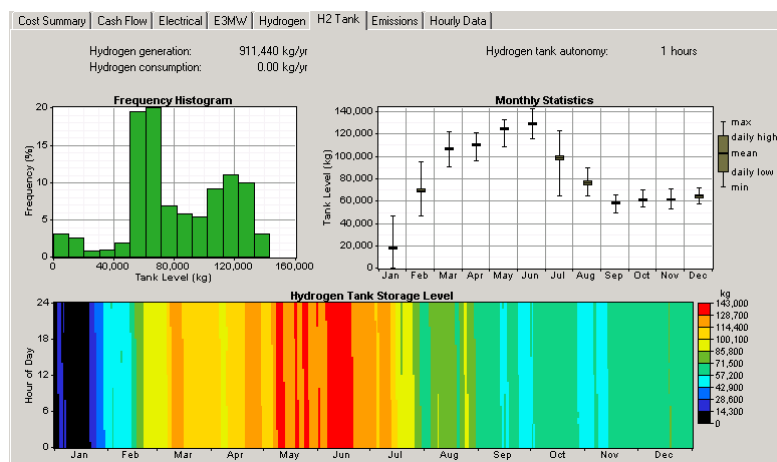 Cost Summary Cash Flow Electrical E3MW Hydrogen H2 Tank Emissions Hourly Data
Hydrogen generation: 911,440 kg/yr Hydrogen tank autonomy: 1 hours
Hydrogen consumption: 0.00 kg/yr
Frequency Histogram
20
15
10
5
0
Frequency (%)
0 40,000 80,000 120,000 160,000
Tank Level (kg)
Monthly Statistics
140,000
120,000
100,000
80,000
60,000
40,000
20,000
0
Tank Level (kg)
Jan Feb Mar Apr May Jun Jul Aug Sep Oct Nov Dec
max
daily high
mean
daily low
min
Hydrogen Tank Storage Level
24
18
12
6
0
Hour of Day
Jan Feb Mar Apr May Jun Jul Aug Sep Oct Nov Dec
kg
143,000
128,700
114,400
100,100
85,800
71,500
57,200
42,900
28,600
14,300
0